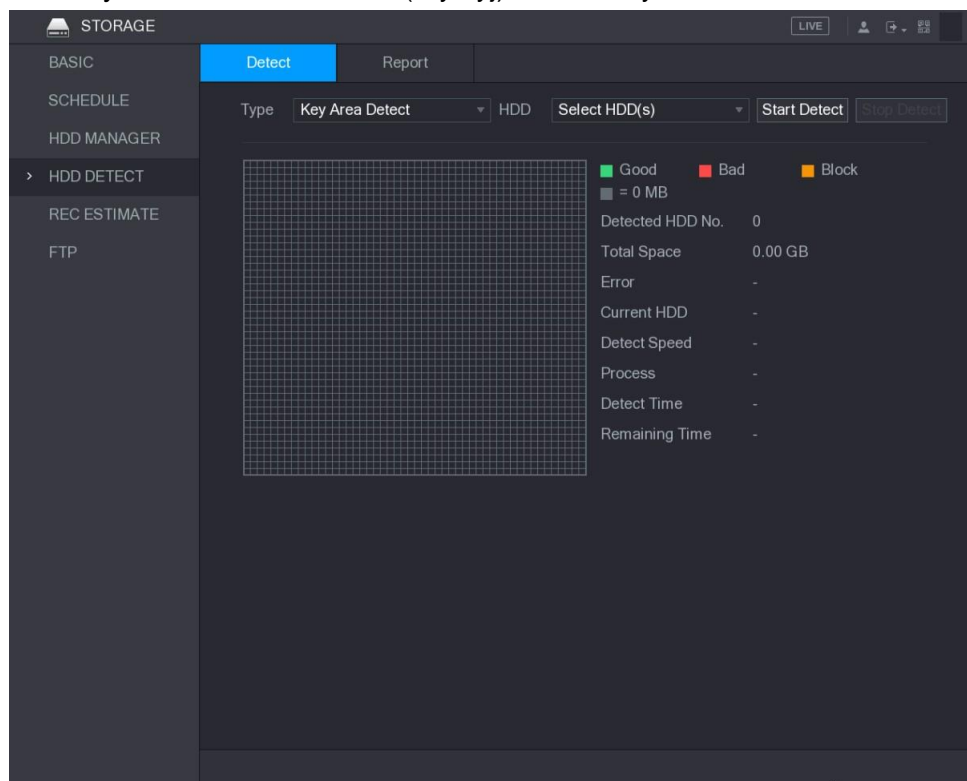 STORAGE
LIVE
BASIC
SCHEDULE
HDD MANAGER
> HDD DETECT
REC ESTIMATE
FTP
Detect Report
Type Key Area Detect HDD Select HDD(s) Start Detect Stop Detect
Good Bad Block
= 0 MB
Detected HDD No. 0
Total Space 0.00 GB
Error -
Current HDD -
Detect Speed -
Process -
Detect Time -
Remaining Time -